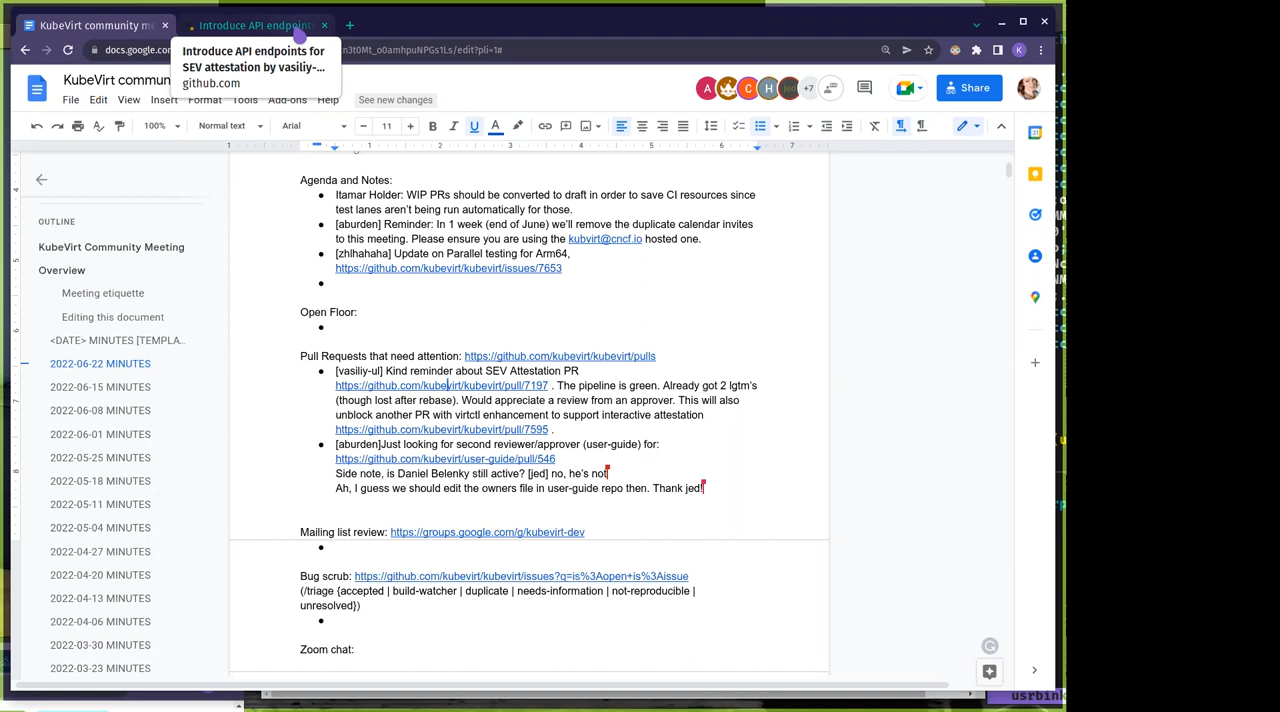 KubeVirt community m
Introduce API endpoint
docs.google.com
n3t0Mt_o0amhpuNPGs1Ls/edit?pli=1#
K
Introduce API endpoints for
SEV attestation by vasiliy-...
github.com
KubeVirt commun
File Edit View Insert Format Tools Add-ons Help
See new changes
A C H +7
Share
100% Normal text Arial 11
1 1 2 3 4 5 6 7
OUTLINE
KubeVirt Community Meeting
Overview
Meeting etiquette
Editing this document
<DATE> MINUTES [TEMPLA...
2022-06-22 MINUTES
2022-06-15 MINUTES
2022-06-08 MINUTES
2022-06-01 MINUTES
2022-05-25 MINUTES
2022-05-18 MINUTES
2022-05-11 MINUTES
2022-05-04 MINUTES
2022-04-27 MINUTES
2022-04-20 MINUTES
2022-04-13 MINUTES
2022-04-06 MINUTES
2022-03-30 MINUTES
2022-03-23 MINUTES
Agenda and Notes:
● Itamar Holder: WIP PRs should be converted to draft in order to save CI resources since
test lanes aren't being run automatically for those.
● [aburden] Reminder: In 1 week (end of June) we'll remove the duplicate calendar invites
to this meeting. Please ensure you are using the kubvirt@cncf.io hosted one.
● [zhlhahaha] Update on Parallel testing for Arm64,
https://github.com/kubevirt/kubevirt/issues/7653
●
Open Floor:
●
Pull Requests that need attention: https://github.com/kubevirt/kubevirt/pulls
● [vasiliy-ul] Kind reminder about SEV Attestation PR
https://github.com/kubevirt/kubevirt/pull/7197 . The pipeline is green. Already got 2 lgtm's
(though lost after rebase). Would appreciate a review from an approver. This will also
unblock another PR with virtctl enhancement to support interactive attestation
https://github.com/kubevirt/kubevirt/pull/7595 .
● [aburden]Just looking for second reviewer/approver (user-guide) for:
https://github.com/kubevirt/user-guide/pull/546
Side note, is Daniel Belenky still active? [jed] no, he's not
Ah, I guess we should edit the owners file in user-guide repo then. Thank jed!
Mailing list review: https://groups.google.com/g/kubevirt-dev
●
Bug scrub: https://github.com/kubevirt/kubevirt/issues?q=is%3Aopen+is%3Aissue
(/triage {accepted | build-watcher | duplicate | needs-information | not-reproducible |
unresolved})
●
Zoom chat:
usrbink